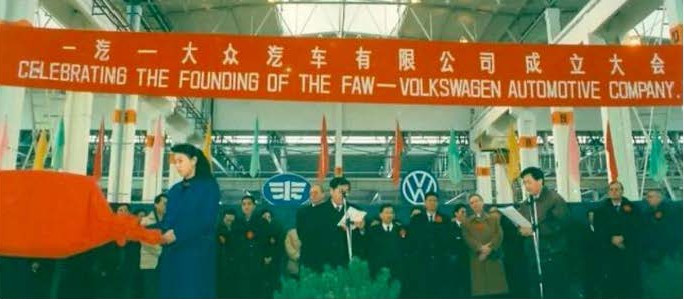 一汽一大众汽车有限公司成立大会
CELEBRATING THE FOUNDING OF THE FAW—VOLKSWAGEN AUTOMOTIVE COMPANY.